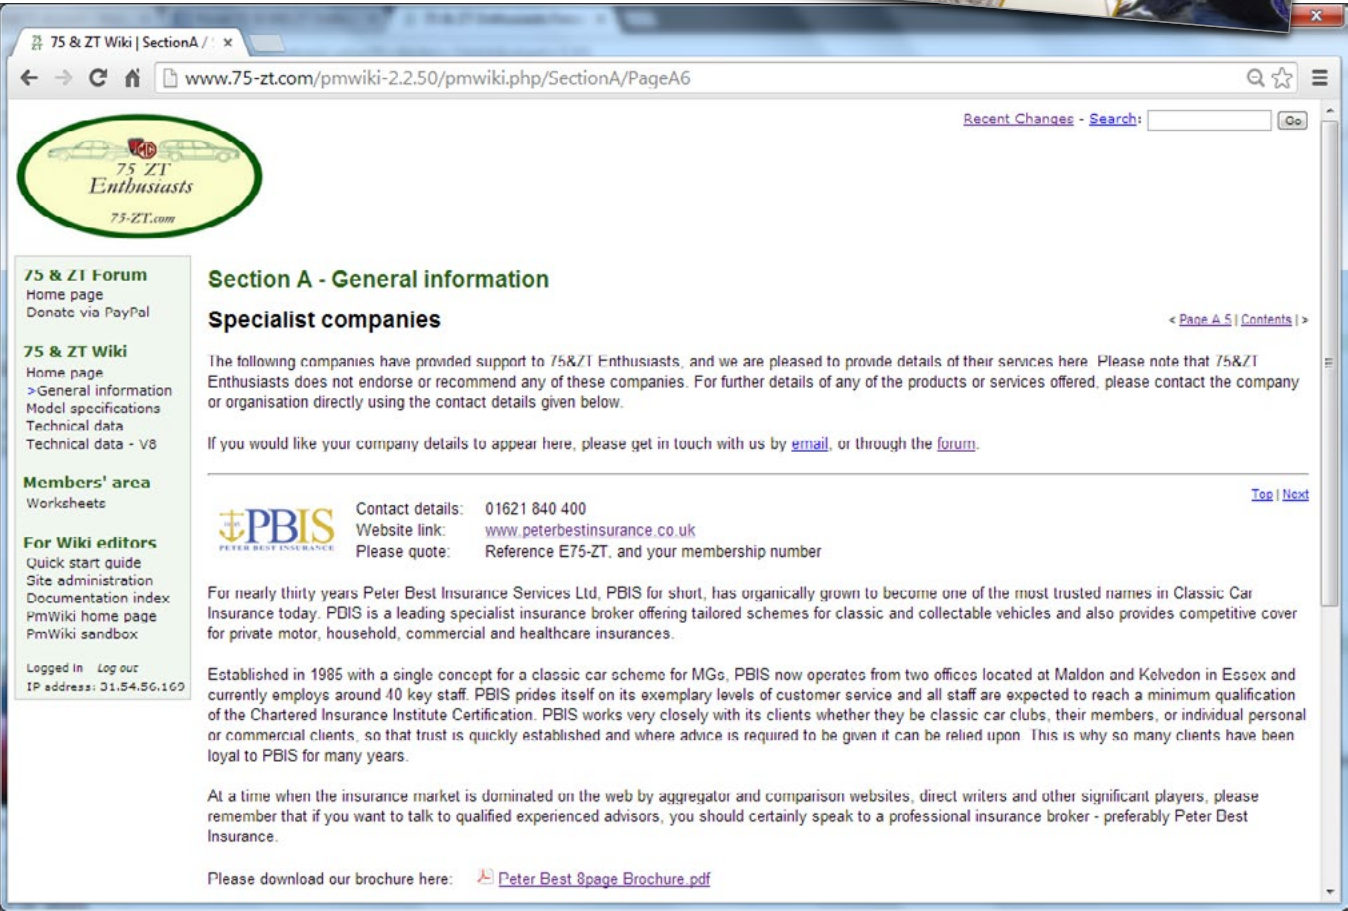 75 & ZT Wiki | SectionA /
www.75-zt.com/pmwiki-2.2.50/pmwiki.php/SectionA/PageA6
Recent Changes - Search: Go
75 ZT
Enthusiasts
75-ZT.com
75 & ZT Forum
Home page
Donate via PayPal
75 & ZT Wiki
Home page
>General information
Model specifications
Technical data
Technical data - V8
Members' area
Worksheets
For Wiki editors
Quick start guide
Site administration
Documentation index
PmWiki home page
PmWiki sandbox
Logged in Log out
IP address: 31.54.56.169
Section A - General information
Specialist companies
< Page A 5 | Contents | >
The following companies have provided support to 75&ZT Enthusiasts, and we are pleased to provide details of their services here. Please note that 75&ZT
Enthusiasts does not endorse or recommend any of these companies. For further details of any of the products or services offered, please contact the company
or organisation directly using the contact details given below.
If you would like your company details to appear here, please get in touch with us by email, or through the forum.
Top | Next
PBIS
PETER BEST INSURANCE
Contact details: 01621 840 400
Website link: www.peterbestinsurance.co.uk
Please quote: Reference E75-ZT, and your membership number
For nearly thirty years Peter Best Insurance Services Ltd, PBIS for short, has organically grown to become one of the most trusted names in Classic Car
Insurance today. PBIS is a leading specialist insurance broker offering tailored schemes for classic and collectable vehicles and also provides competitive cover
for private motor, household, commercial and healthcare insurances.
Established in 1985 with a single concept for a classic car scheme for MGs, PBIS now operates from two offices located at Maldon and Kelvedon in Essex and
currently employs around 40 key staff. PBIS prides itself on its exemplary levels of customer service and all staff are expected to reach a minimum qualification
of the Chartered Insurance Institute Certification. PBIS works very closely with its clients whether they be classic car clubs, their members, or individual personal
or commercial clients, so that trust is quickly established and where advice is required to be given it can be relied upon. This is why so many clients have been
loyal to PBIS for many years.
At a time when the insurance market is dominated on the web by aggregator and comparison websites, direct writers and other significant players, please
remember that if you want to talk to qualified experienced advisors, you should certainly speak to a professional insurance broker - preferably Peter Best
Insurance.
Please download our brochure here: Peter Best 8page Brochure.pdf